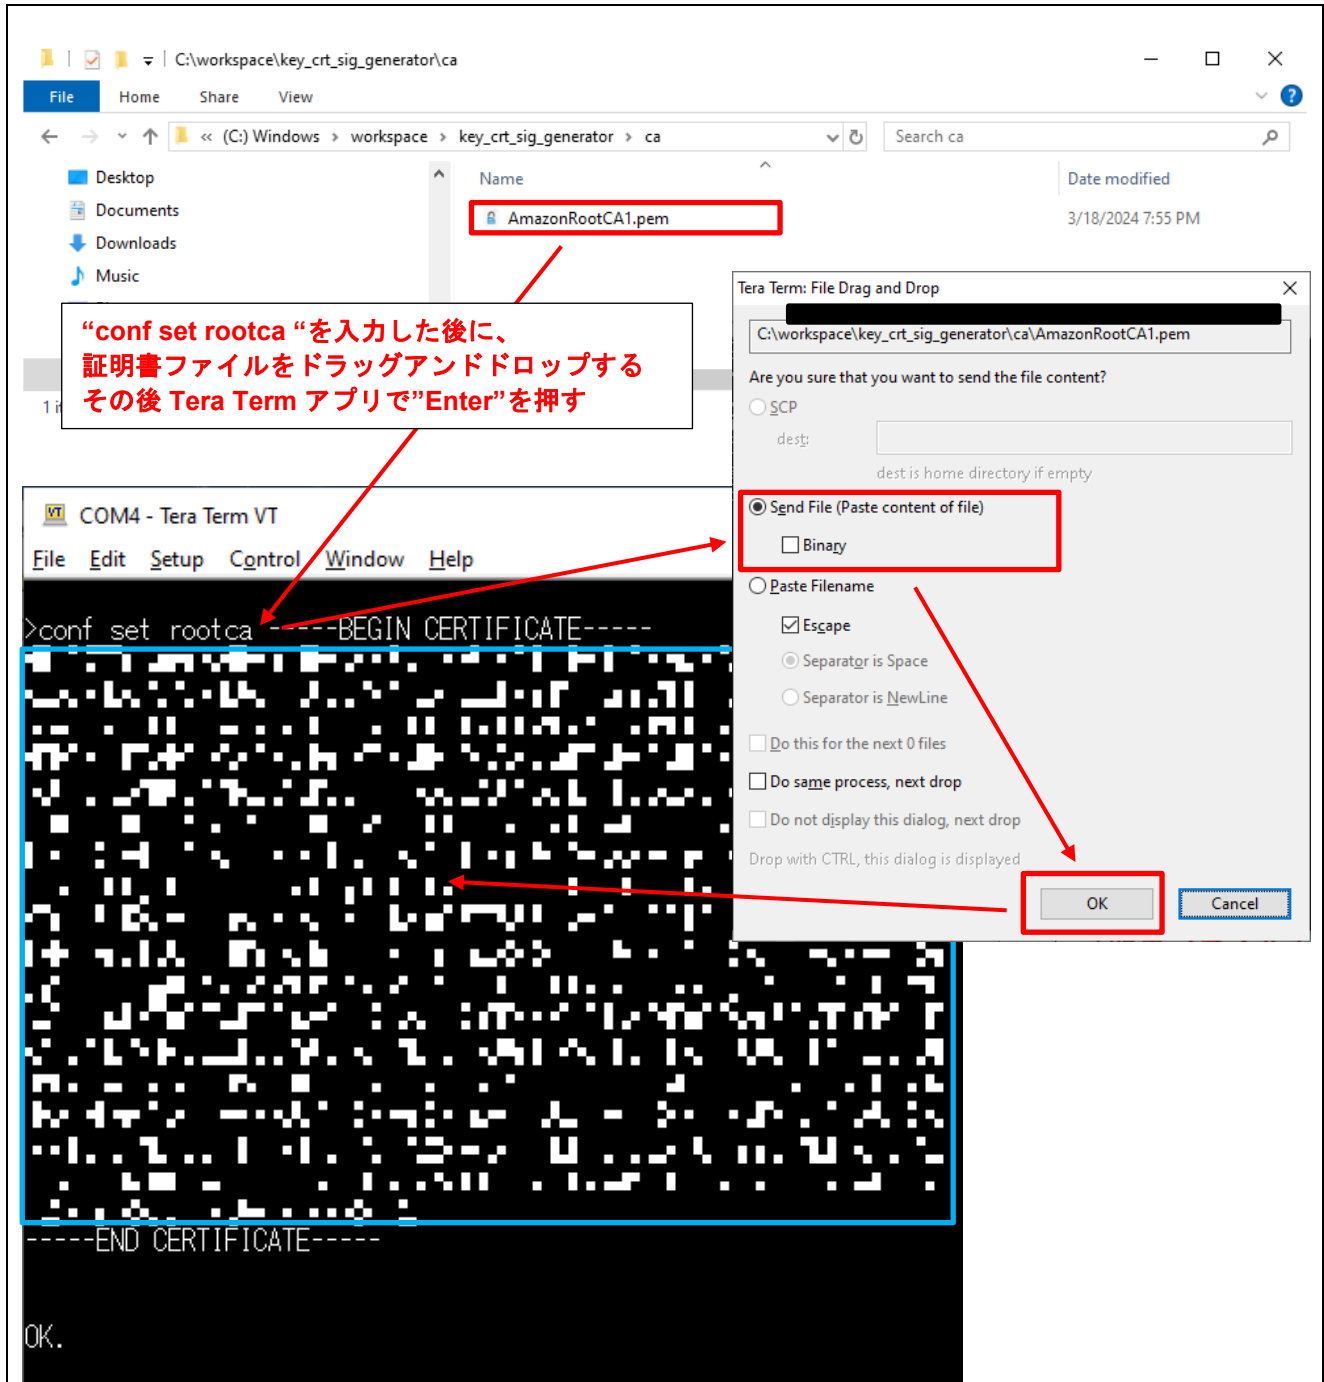 C:\workspace\key_crt_sig_generator\ca
File Home Share View
« (C:) Windows › workspace › key_crt_sig_generator › ca
Search ca
Desktop
Documents
Downloads
Music
Name Date modified
AmazonRootCA1.pem 3/18/2024 7:55 PM
“conf set rootca “を入力した後に、
証明書ファイルをドラッグアンドドロップする
その後 Tera Term アプリで”Enter”を押す
Tera Term: File Drag and Drop
C:\workspace\key_crt_sig_generator\ca\AmazonRootCA1.pem
Are you sure that you want to send the file content?
SCP
dest:
dest is home directory if empty
Send File (Paste content of file)
Binary
Paste Filename
Escape
Separator is Space
Separator is NewLine
Do this for the next 0 files
Do same process, next drop
Do not display this dialog, next drop
Drop with CTRL, this dialog is displayed
OK Cancel
COM4 - Tera Term VT
File Edit Setup Control Window Help
>conf set rootca -----BEGIN CERTIFICATE-----
-----END CERTIFICATE-----
OK.